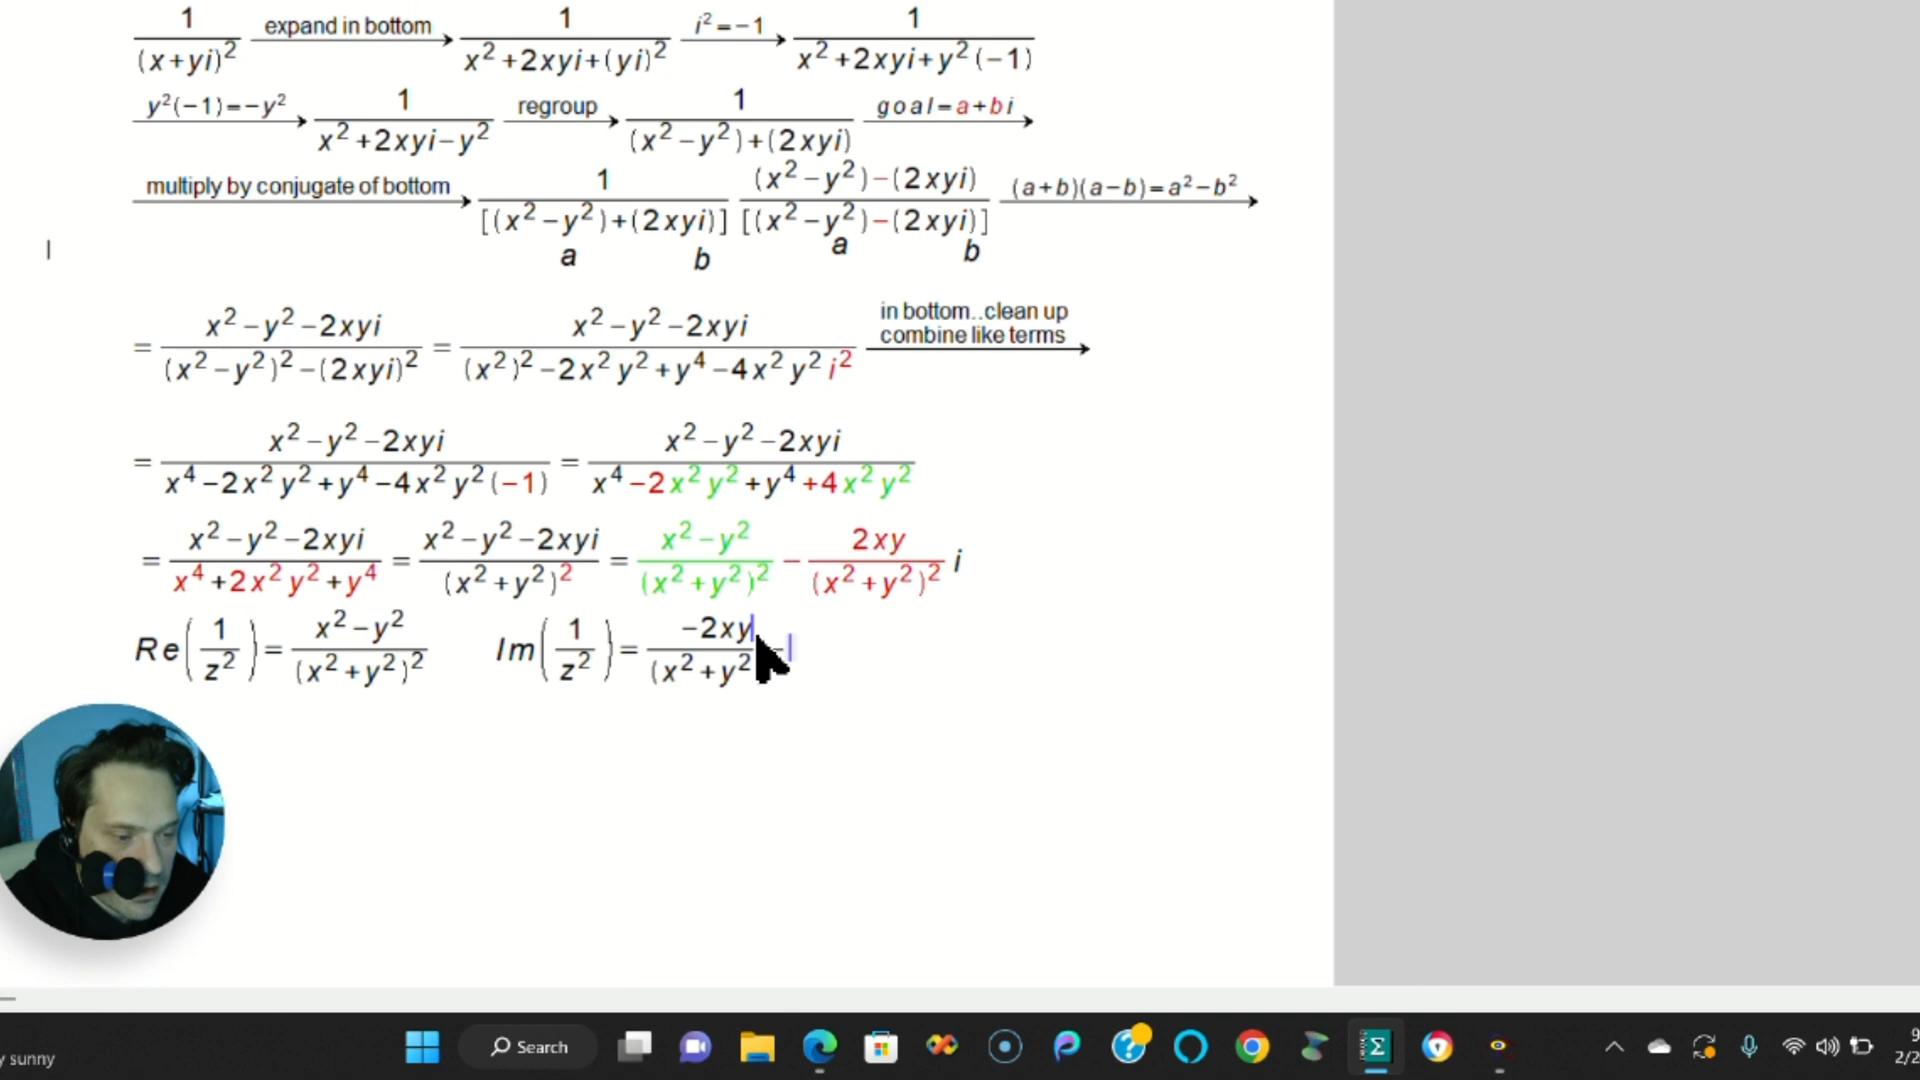 1/(x+yi)² expand in bottom → 1/(x²+2xyi+(yi)²) i²=−1 → 1/(x²+2xyi+y²(−1))
y²(−1)=−y² → 1/(x²+2xyi−y²) regroup → 1/((x²−y²)+(2xyi)) goal=a+bi →
multiply by conjugate of bottom → 1/[(x²−y²)+(2xyi)] (x²−y²)−(2xyi)/[(x²−y²)−(2xyi)] (a+b)(a−b)=a²−b² →
a b a b
= (x²−y²−2xyi)/((x²−y²)²−(2xyi)²) = (x²−y²−2xyi)/((x²)²−2x²y²+y⁴−4x²y²i²) in bottom..clean up
combine like terms →
= (x²−y²−2xyi)/(x⁴−2x²y²+y⁴−4x²y²(−1)) = (x²−y²−2xyi)/(x⁴−2x²y²+y⁴+4x²y²)
= (x²−y²−2xyi)/(x⁴+2x²y²+y⁴) = (x²−y²−2xyi)/(x²+y²)² = (x²−y²)/(x²+y²)² − 2xy/(x²+y²)² i
Re(1/z²) = (x²−y²)/(x²+y²)² Im(1/z²) = −2xy/(x²+y²
Search
sunny
9
2/2